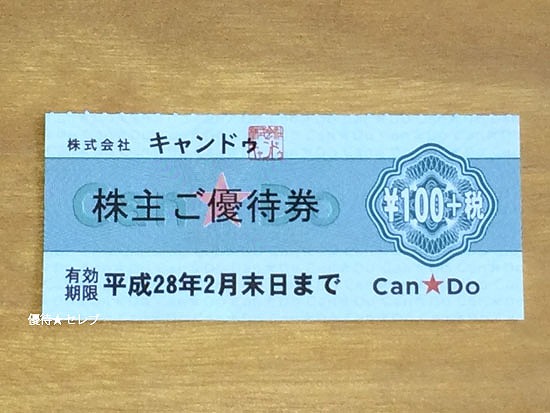 株式会社 キャンドゥ
株主ご優待券
¥100+税
有効期限 平成28年2月末日まで
Can★Do
優待★セレブ